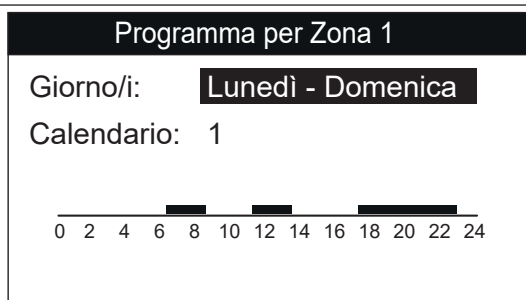 Programma per Zona 1
Giorno/i: Lunedì - Domenica
Calendario: 1
0 2 4 6 8 10 12 14 16 18 20 22 24